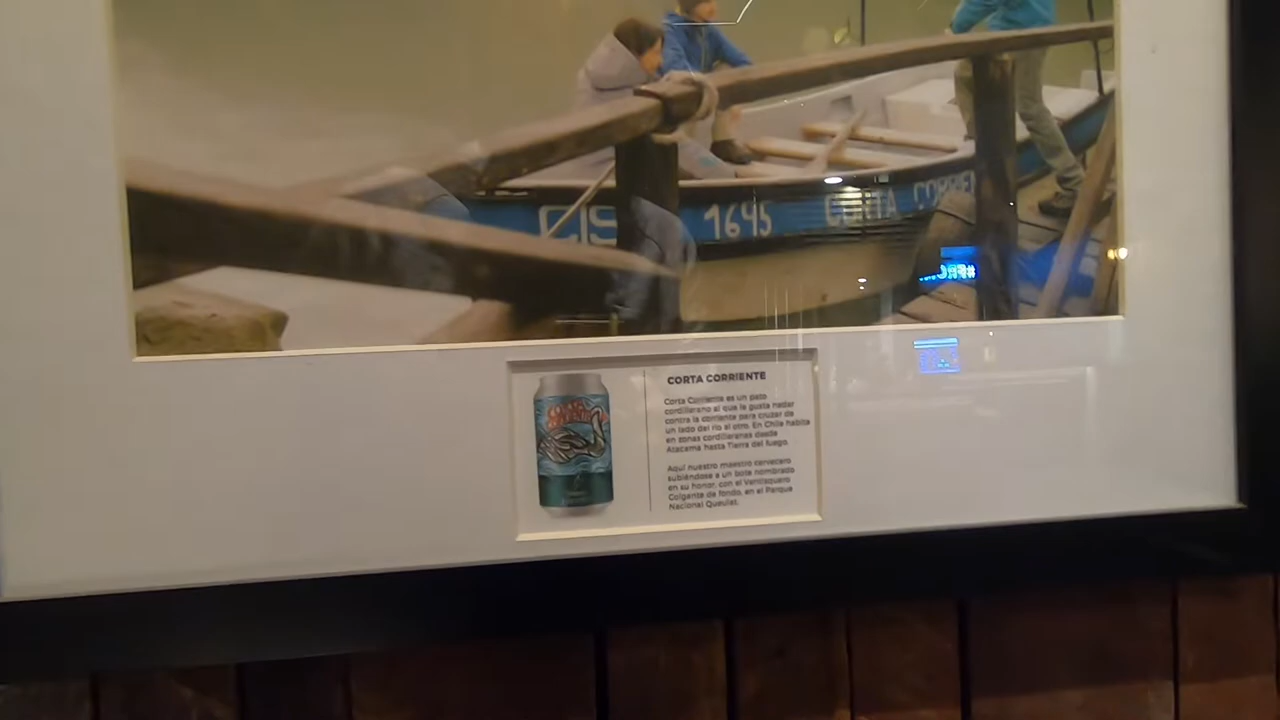 CIS
1645
CORTA CORRIEN
CORTA CORRIENTE
Corta Corriente es un pato
cordillerano al que le gusta nadar
contra la corriente para cruzar de
un lado del río al otro. En Chile habita
en zonas cordilleranas desde
Atacama hasta Tierra del fuego.
Aquí nuestro maestro cervecero
subiéndose a un bote nombrado
en su honor, con el Ventisquero
Colgante de fondo, en el Parque
Nacional Queulat.